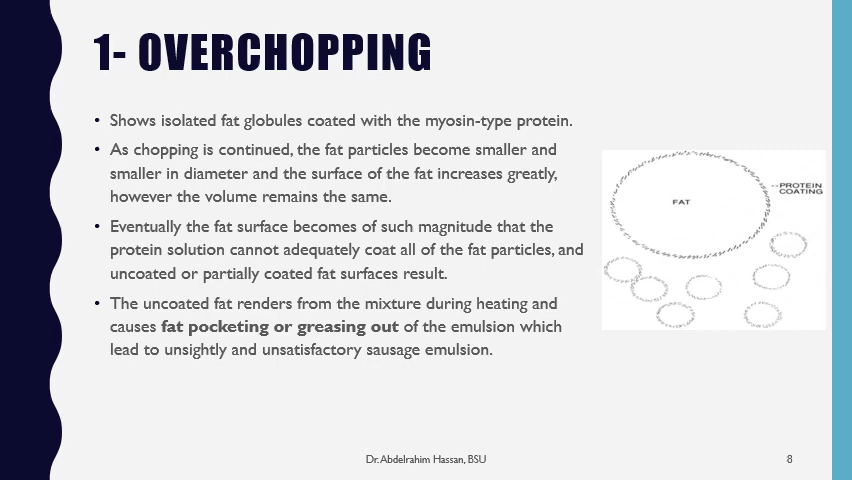 1- OVERCHOPPING
• Shows isolated fat globules coated with the myosin-type protein.
• As chopping is continued, the fat particles become smaller and
smaller in diameter and the surface of the fat increases greatly,
however the volume remains the same.
• Eventually the fat surface becomes of such magnitude that the
protein solution cannot adequately coat all of the fat particles, and
uncoated or partially coated fat surfaces result.
• The uncoated fat renders from the mixture during heating and
causes fat pocketing or greasing out of the emulsion which
lead to unsightly and unsatisfactory sausage emulsion.
FAT
--PROTEIN
COATING
Dr. Abdelrahim Hassan, BSU
8